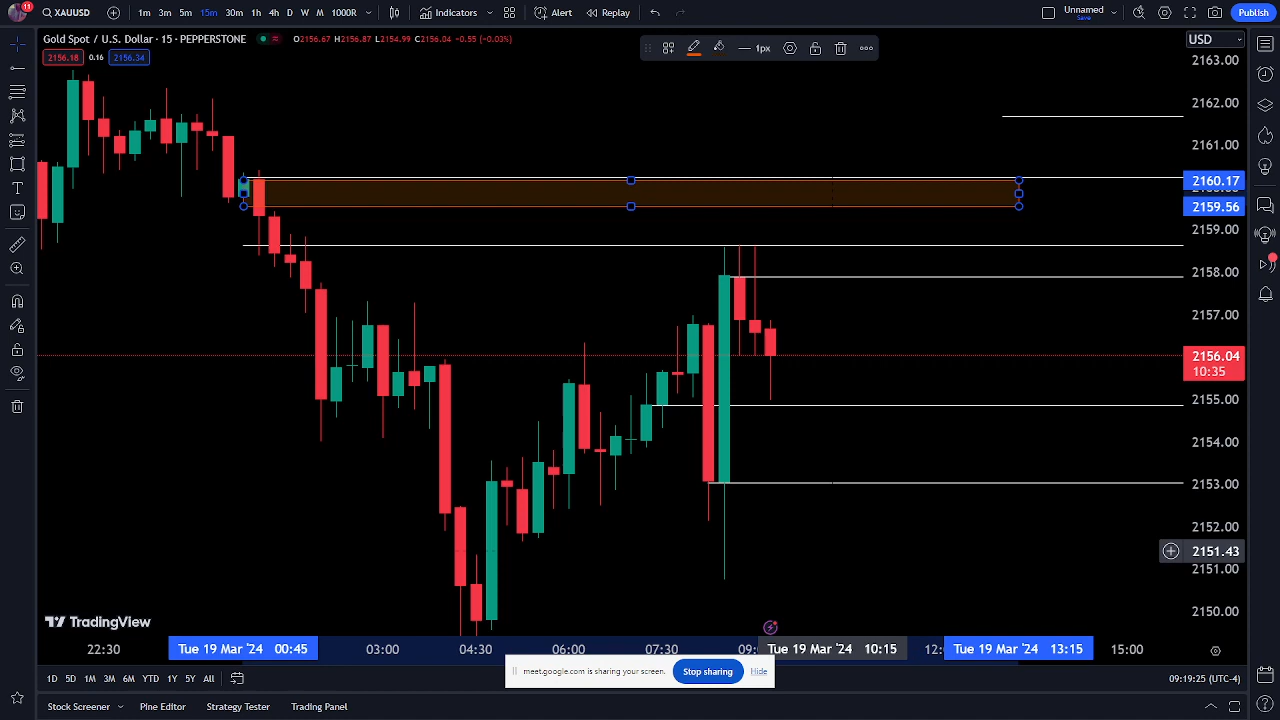 11
XAUUSD
1m 3m 5m 15m 30m 1h 4h D W M 1000R
Indicators
Alert
Replay
Unnamed
Save
Publish
Gold Spot / U.S. Dollar · 15 · PEPPERSTONE
O2156.67 H2156.87 L2154.99 C2156.04 −0.55 (−0.03%)
2156.18 0.16 2156.34
1px
USD
2163.00
2162.00
2161.00
2160.17
2159.56
2159.00
2158.00
2157.00
2156.04
10:35
2155.00
2154.00
2153.00
2152.00
2151.43
2151.00
2150.00
TradingView
22:30
Tue 19 Mar '24 00:45
03:00
04:30
06:00
07:30
Tue 19 Mar '24 10:15
Tue 19 Mar '24 13:15
15:00
meet.google.com is sharing your screen.
Stop sharing
Hide
1D 5D 1M 3M 6M YTD 1Y 5Y All
09:19:25 (UTC-4)
Stock Screener
Pine Editor
Strategy Tester
Trading Panel